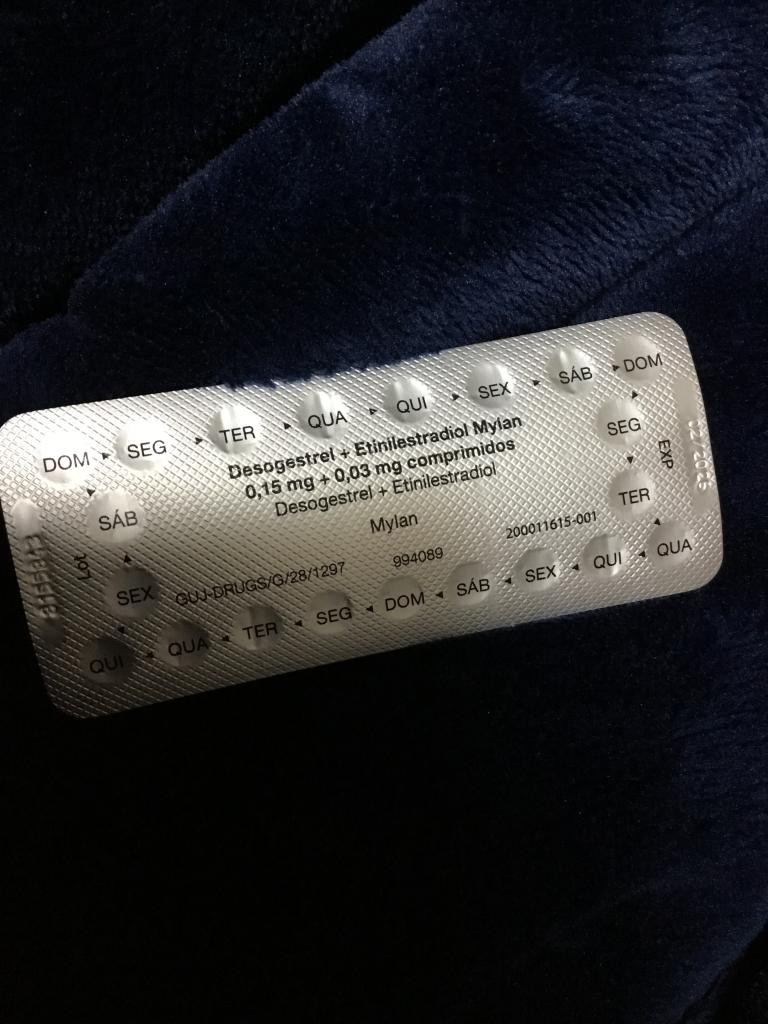 DOM SEG TER QUA QUI SEX SÁB DOM
Desogestrel + Etinilestradiol Mylan
0,15 mg + 0,03 mg comprimidos
Desogestrel + Etinilestradiol
Mylan
SEG
TER
EXP
SÁB
Lot
SEX
GUJ-DRUGS/G/28/1297 994089 200011615-001
QUI QUA TER SEG DOM SÁB SEX QUI QUA